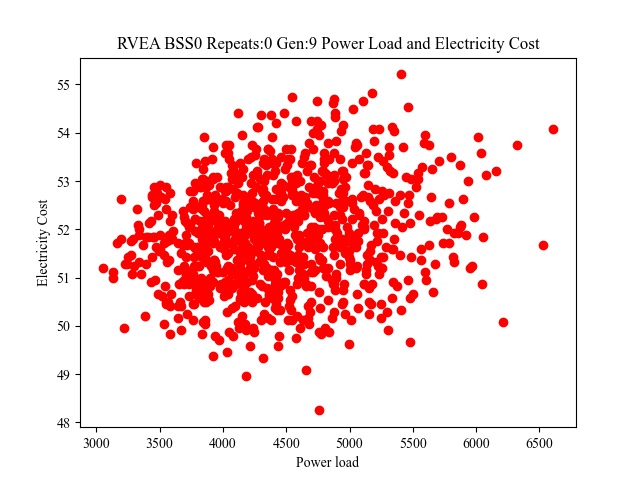 RVEA BSS0 Repeats:0 Gen:9 Power Load and Electricity Cost
55
54
53
52
51
50
49
48
Electricity Cost
3000 3500 4000 4500 5000 5500 6000 6500
Power load